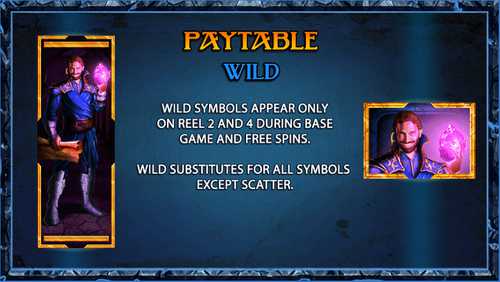 PAYTABLE
WILD
WILD SYMBOLS APPEAR ONLY
ON REEL 2 AND 4 DURING BASE
GAME AND FREE SPINS.
WILD SUBSTITUTES FOR ALL SYMBOLS
EXCEPT SCATTER.